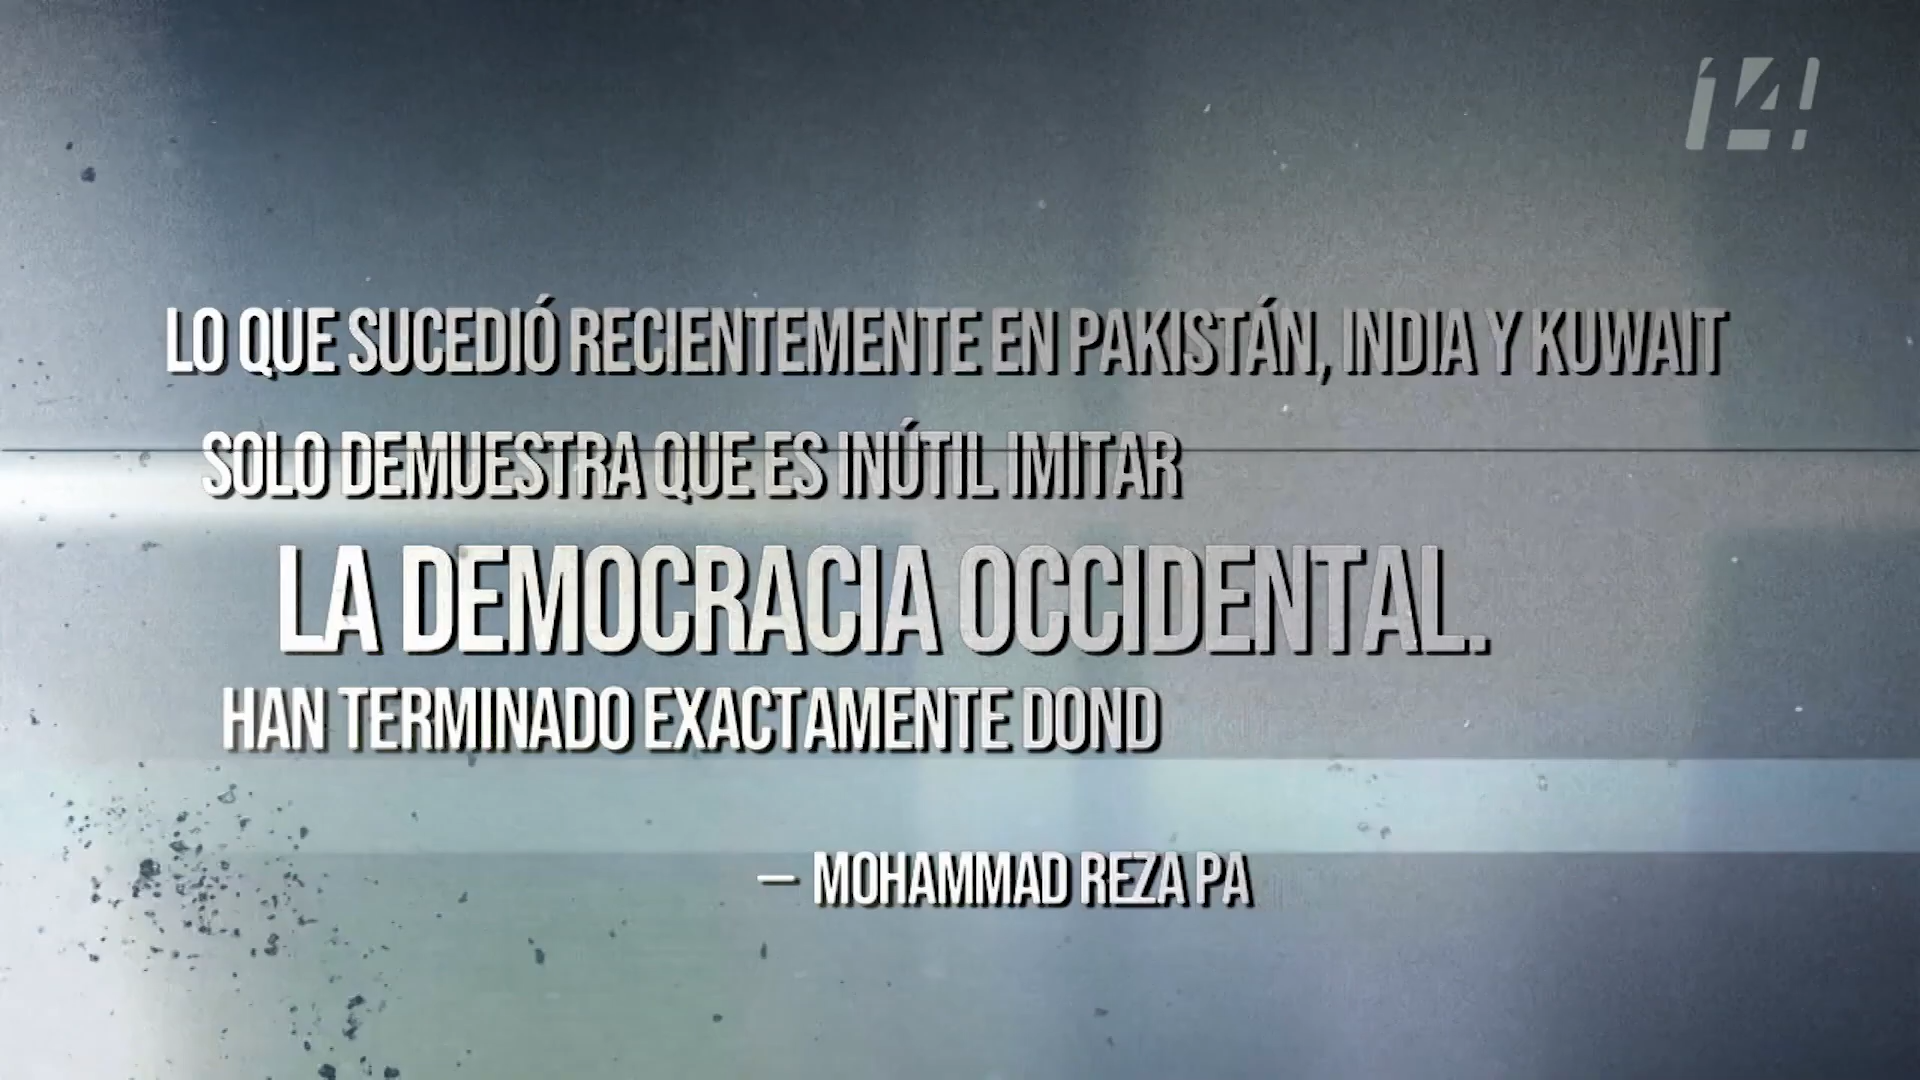 ¡4!
LO QUE SUCEDIÓ RECIENTEMENTE EN PAKISTÁN, INDIA Y KUWAIT
SOLO DEMUESTRA QUE ES INÚTIL IMITAR
LA DEMOCRACIA OCCIDENTAL.
HAN TERMINADO EXACTAMENTE DOND
– MOHAMMAD REZA PA